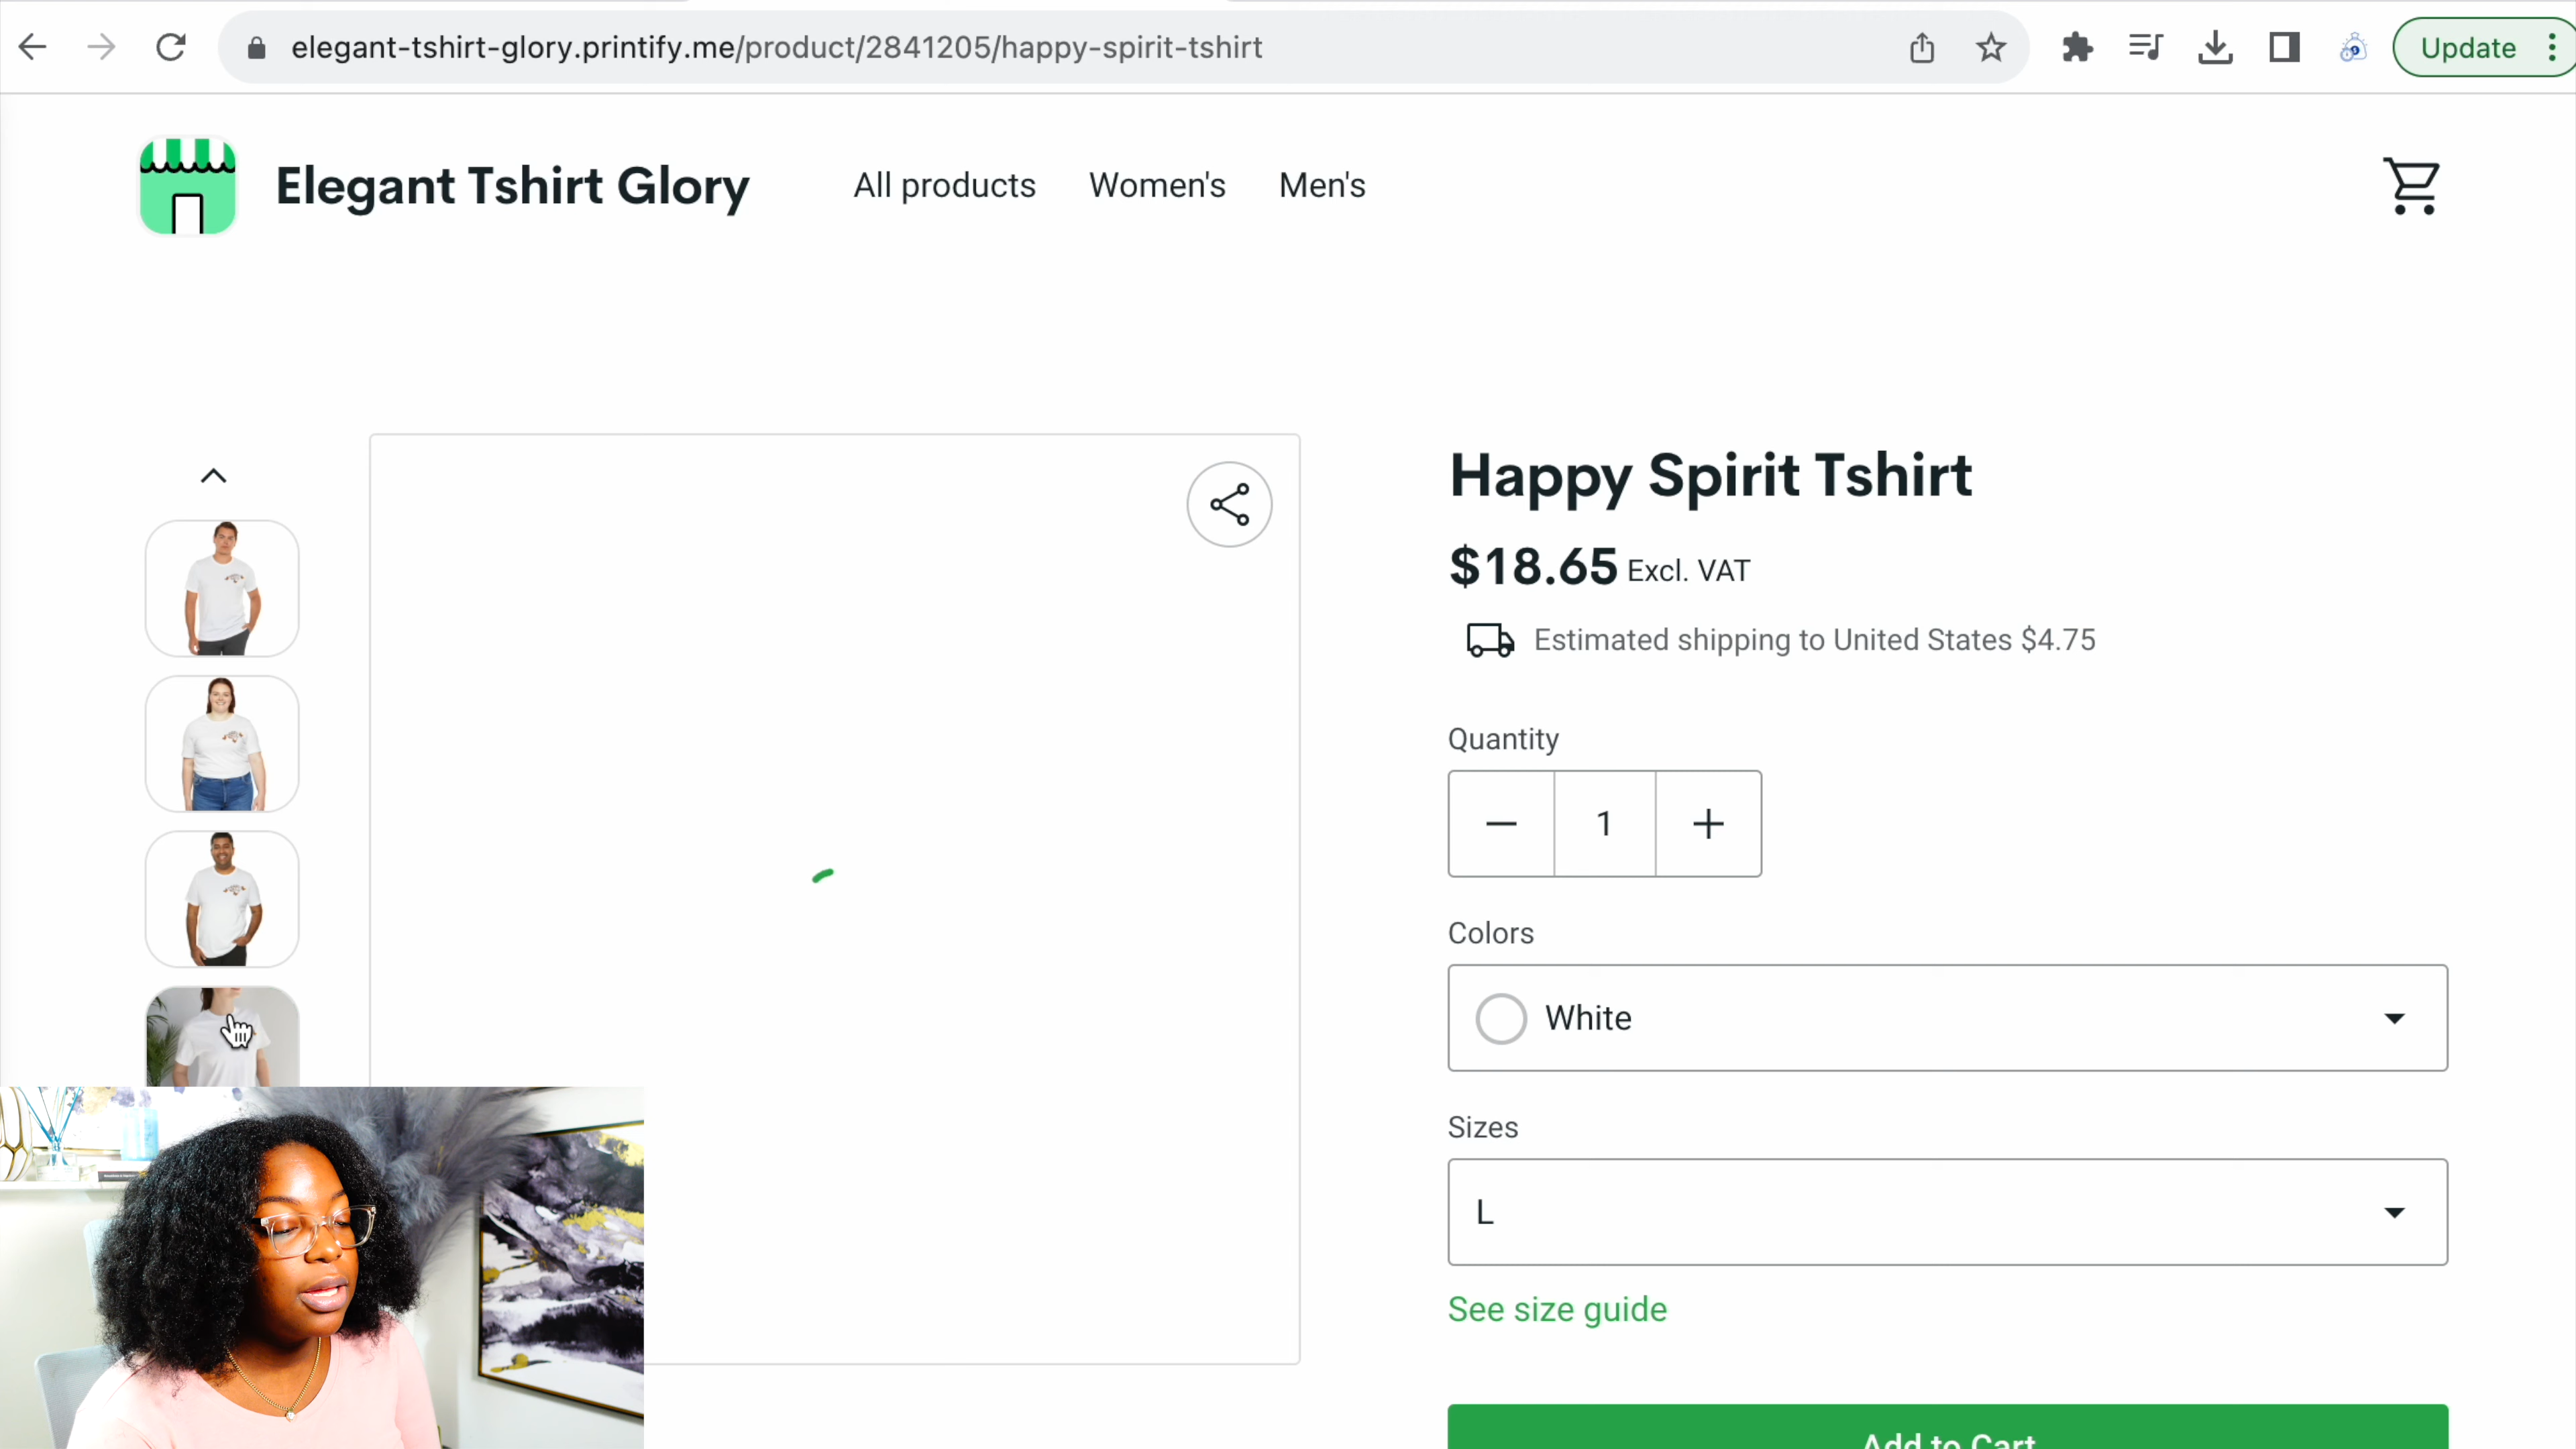 elegant-tshirt-glory.printify.me/product/2841205/happy-spirit-tshirt
Update
Elegant Tshirt Glory
All products
Women's
Men's
Happy Spirit Tshirt
$18.65 Excl. VAT
Estimated shipping to United States $4.75
Quantity
1
Colors
White
Sizes
L
See size guide
Add to Cart